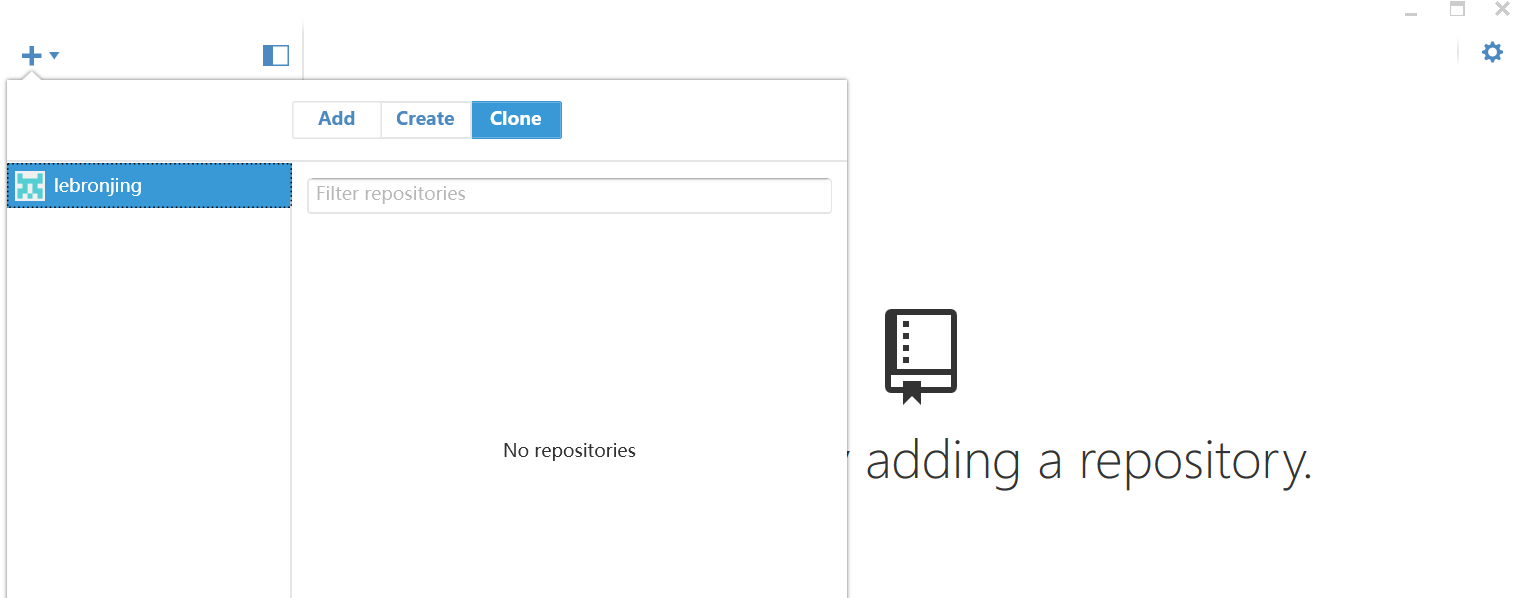 Add
Create
Clone
lebronjing
Filter repositories
No repositories
adding a repository.